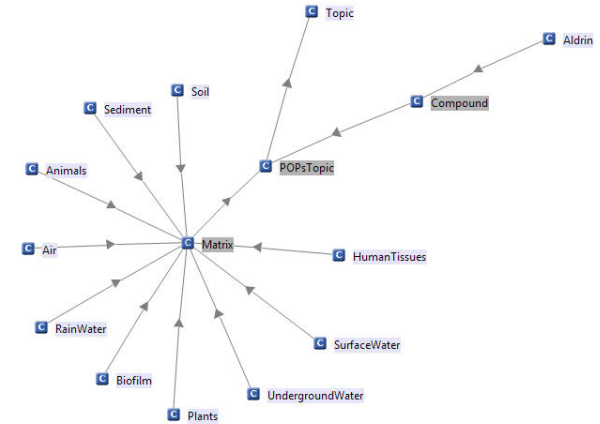 Topic
C
C
Aldrin
C
Soil
C
Compound
C
Sediment
C
Animals
C
POPsTopic
C
Matrix
C
Air
C
HumanTissues
C
RainWater
C
SurfaceWater
C
Biofilm
C
UndergroundWater
C
Plants
C